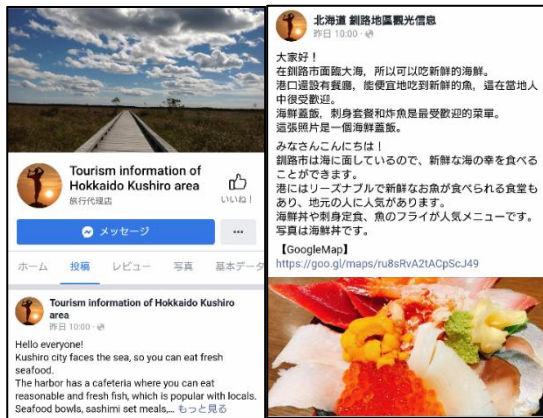 Tourism information of
Hokkaido Kushiro area
旅行代理店
いいね！
メッセージ
ホーム
投稿
レビュー
写真
基本データ
Tourism information of Hokkaido Kushiro
area
昨日 10:00
Hello everyone!
Kushiro city faces the sea, so you can eat fresh
seafood.
The harbor has a cafeteria where you can eat
reasonable and fresh fish, which is popular with locals.
Seafood bowls, sashimi set meals,... もっと見る
北海道 釧路地區觀光信息
昨日 10:00
大家好！
在釧路市面臨大海，所以可以吃新鮮的海鮮。
港口還設有餐廳，能便宜地吃到新鮮的魚，這在當地人
中很受歡迎。
海鮮蓋飯，刺身套餐和炸魚是最受歡迎的菜單。
這張照片是一個海鮮蓋飯。
みなさんこんにちは！
釧路市は海に面しているので、新鮮な海の幸を食べる
ことができます。
港にはリーズナブルで新鮮なお魚が食べられる食堂も
あり、地元の人に人気があります。
海鮮丼や刺身定食、魚のフライが人気メニューです。
写真は海鮮丼です。
【GoogleMap】
https://goo.gl/maps/ru8sRvA2tACpScJ49